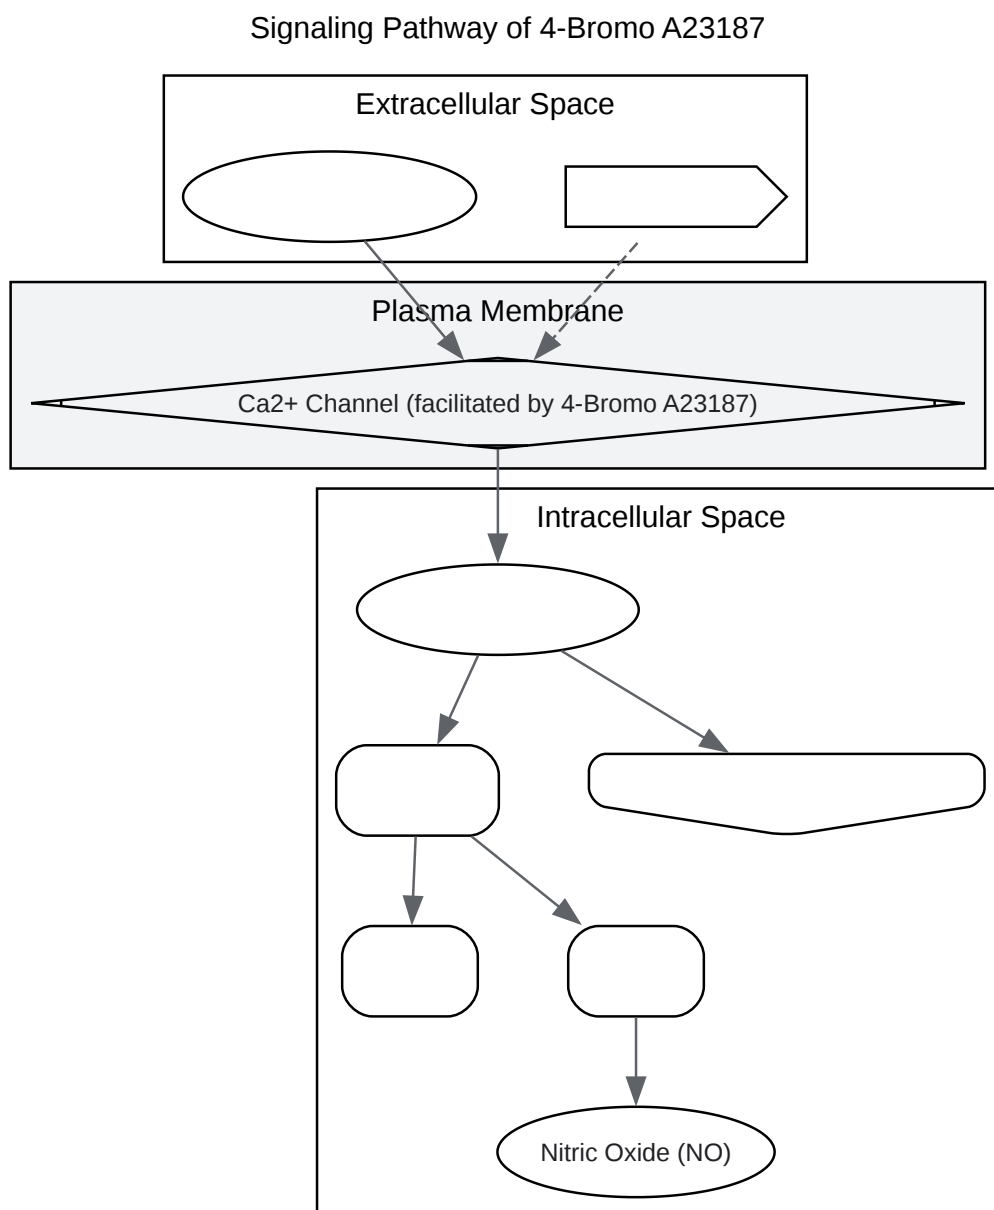 Signaling Pathway of 4-Bromo A23187
Extracellular Space
Plasma Membrane
Ca2+ Channel (facilitated by 4-Bromo A23187)
Intracellular Space
Nitric Oxide (NO)